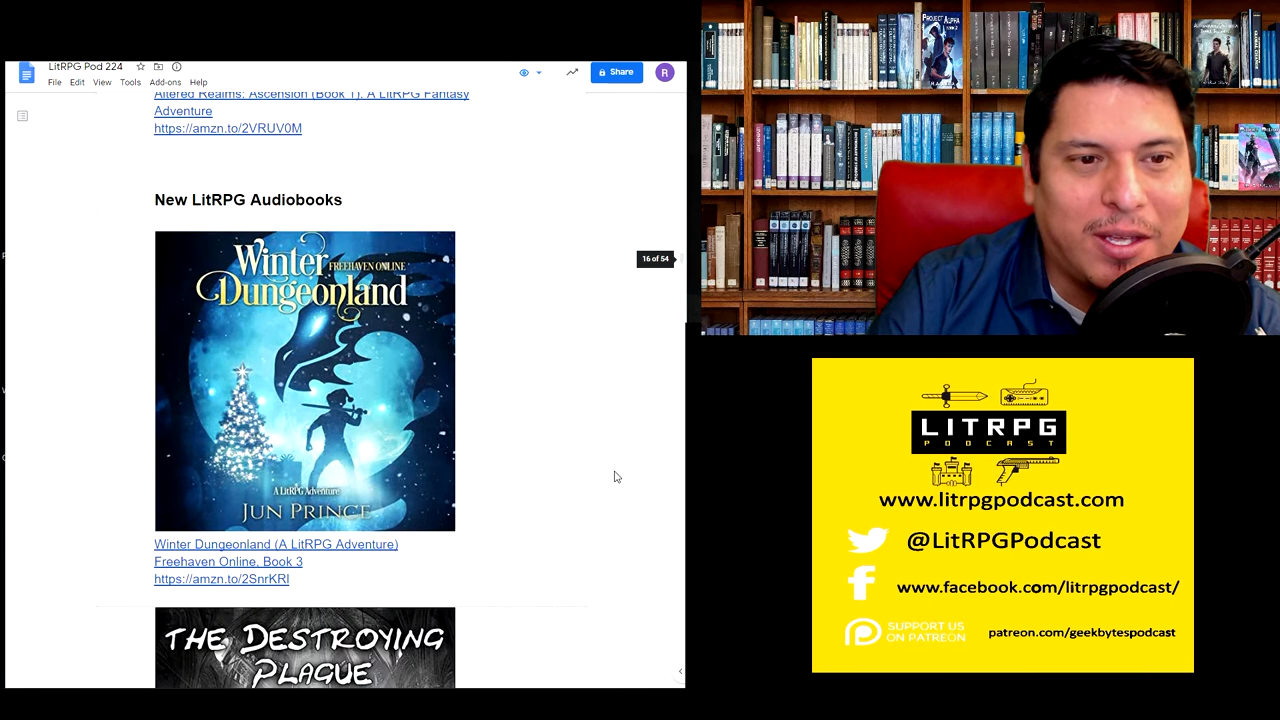 LitRPG Pod 224
File Edit View Tools Add-ons Help
Share
R
Altered Realms: Ascension (Book 1). A LitRPG Fantasy
Adventure
https://amzn.to/2VRUV0M
New LitRPG Audiobooks
16 of 54
Winter
FREEHAVEN ONLINE
Dungeonland
A LitRPG Adventure
JUN PRINCE
Winter Dungeonland (A LitRPG Adventure)
Freehaven Online, Book 3
https://amzn.to/2SnrKRl
THE DESTROYING
PLAGUE
PROJECT
ALPHA
LITRPG
PODCAST
www.litrpgpodcast.com
@LitRPGPodcast
www.facebook.com/litrpgpodcast/
SUPPORT US
ON PATREON
patreon.com/geekbytespodcast